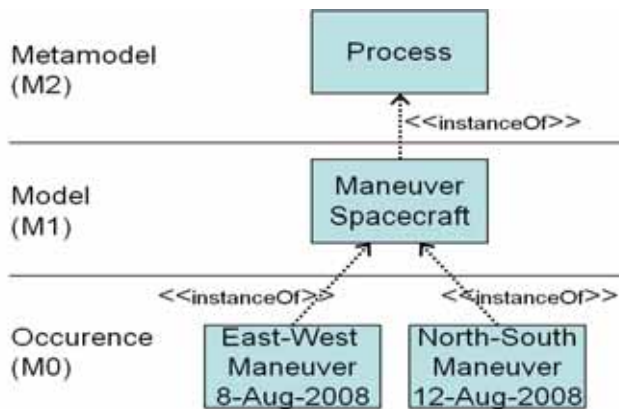 Metamodel
(M2)
Process
<<instanceOf>>
Model
(M1)
Maneuver
Spacecraft
<<instanceOf>>
<<instanceOf>>
Occurence
(M0)
East-West
Maneuver
8-Aug-2008
North-South
Maneuver
12-Aug-2008